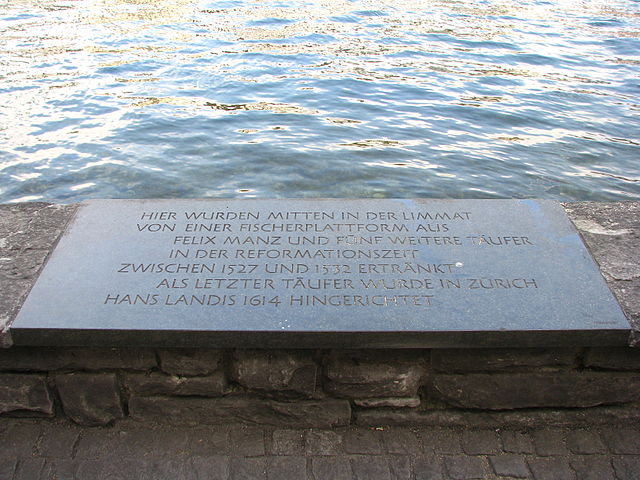 HIER WURDEN MITTEN IN DER LIMMAT
VON EINER FISCHERPLATTFORM AUS
FELIX MANZ UND FÜNF WEITERE TÄUFER
IN DER REFORMATIONSZEIT
ZWISCHEN 1527 UND 1532 ERTRÄNKT
ALS LETZTER TÄUFER WURDE IN ZÜRICH
HANS LANDIS 1614 HINGERICHTET